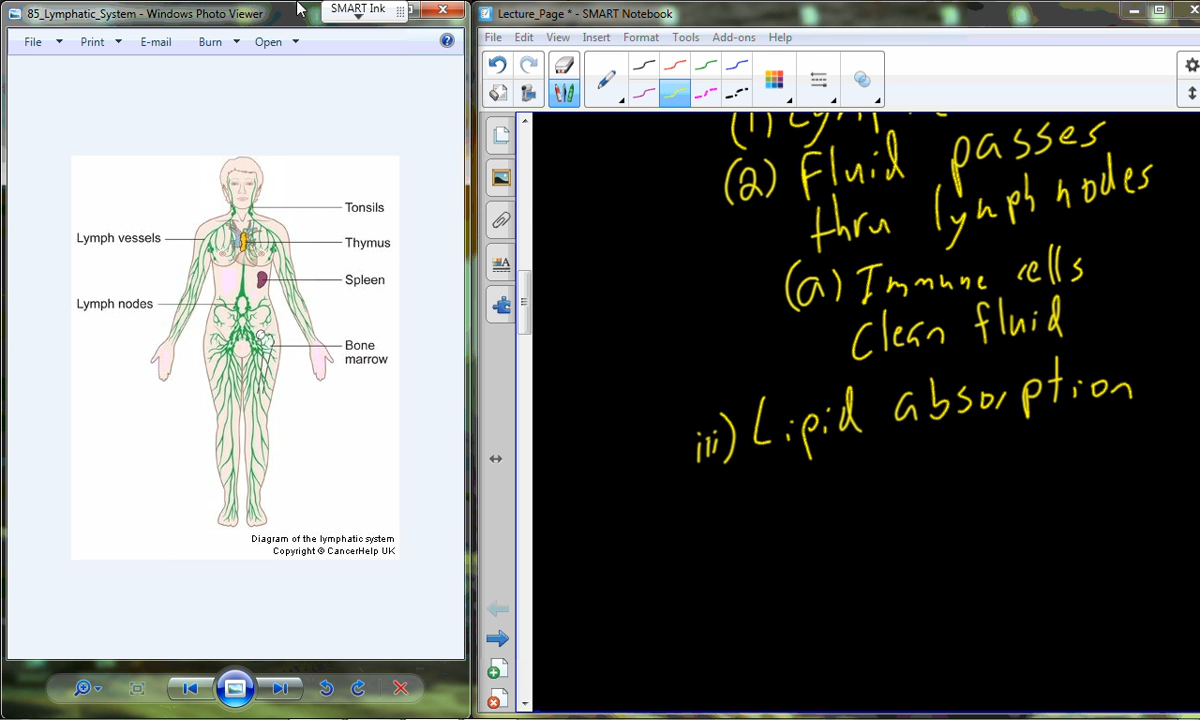 85_Lymphatic_System - Windows Photo Viewer
SMART Ink
File Print E-mail Burn Open
Tonsils
Lymph vessels
Thymus
Spleen
Lymph nodes
Bone
marrow
Diagram of the lymphatic system
Copyright © CancerHelp UK
Lecture_Page * - SMART Notebook
File Edit View Insert Format Tools Add-ons Help
(1)
(2) Fluid passes
thru lymph nodes
(a) Immune cells
Clean fluid
iii) Lipid absorption